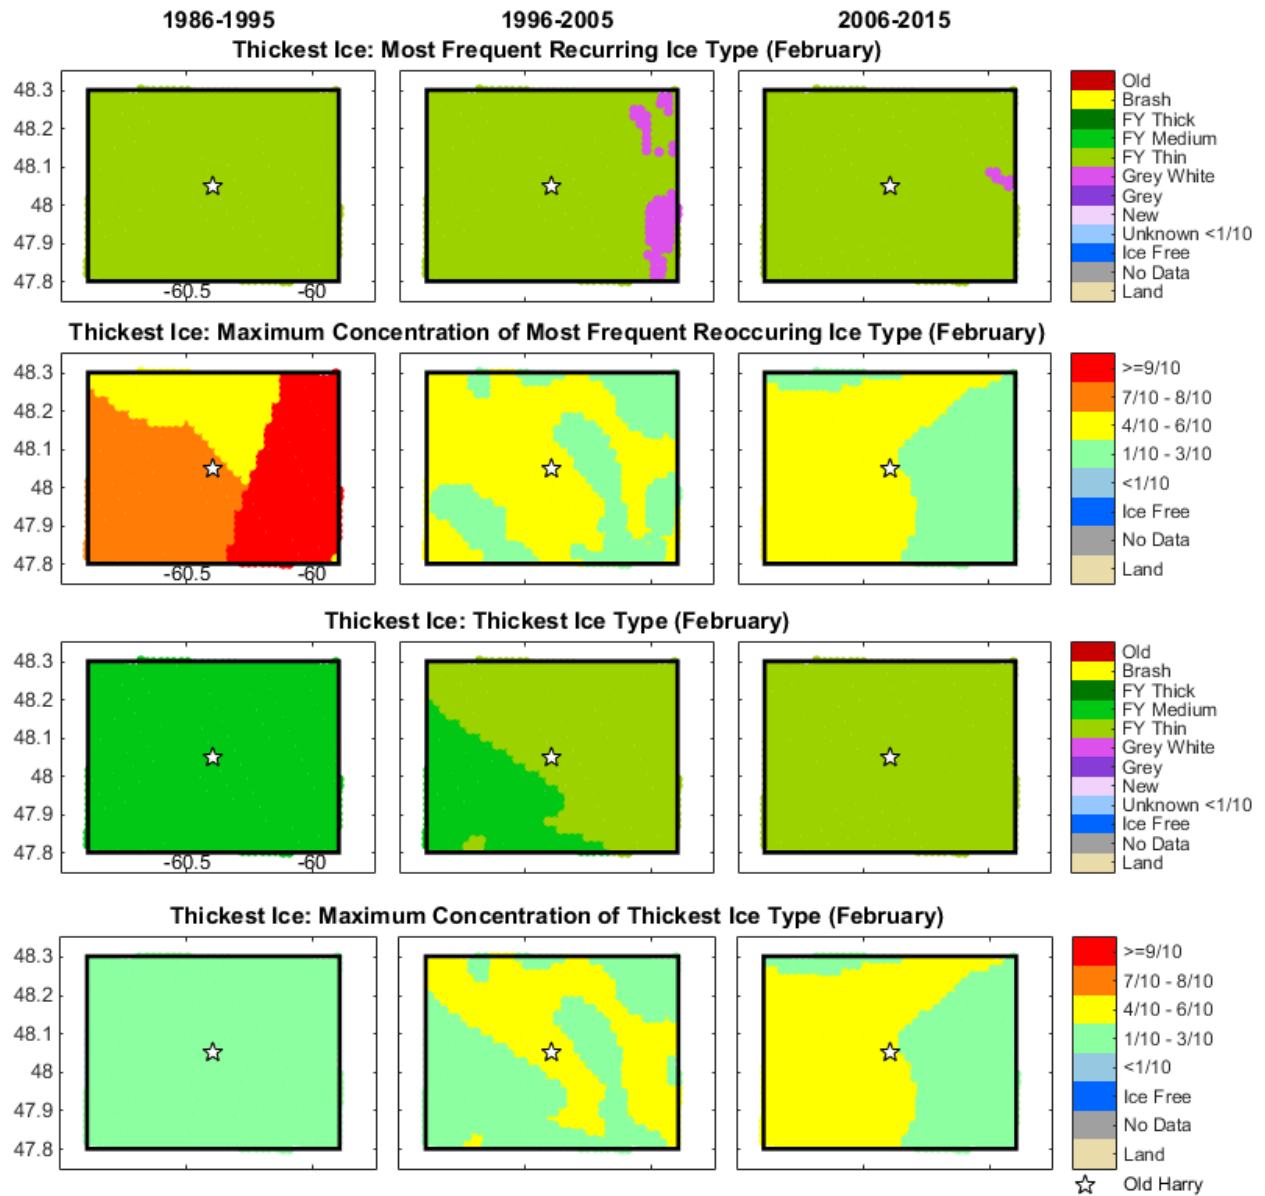 1986-1995 1996-2005 2006-2015
Thickest Ice: Most Frequent Recurring Ice Type (February)
48.3
48.2
48.1
48
47.9
47.8
-60.5 -60
Old
Brash
FY Thick
FY Medium
FY Thin
Grey White
Grey
New
Unknown <1/10
Ice Free
No Data
Land
Thickest Ice: Maximum Concentration of Most Frequent Reoccuring Ice Type (February)
48.3
48.2
48.1
48
47.9
47.8
-60.5 -60
>=9/10
7/10 - 8/10
4/10 - 6/10
1/10 - 3/10
<1/10
Ice Free
No Data
Land
Thickest Ice: Thickest Ice Type (February)
48.3
48.2
48.1
48
47.9
47.8
-60.5 -60
Old
Brash
FY Thick
FY Medium
FY Thin
Grey White
Grey
New
Unknown <1/10
Ice Free
No Data
Land
Thickest Ice: Maximum Concentration of Thickest Ice Type (February)
48.3
48.2
48.1
48
47.9
47.8
>=9/10
7/10 - 8/10
4/10 - 6/10
1/10 - 3/10
<1/10
Ice Free
No Data
Land
Old Harry